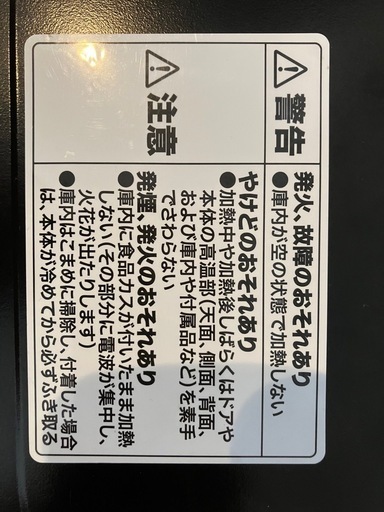 警告
発火、故障のおそれあり
●庫内が空の状態で加熱しない
注意
やけどのおそれあり
●加熱中や加熱後しばらくはドアや
本体の高温部(天面、側面、背面、
および庫内や付属品など)を素手
でさわらない
発煙、発火のおそれあり
●庫内に食品カスが付いたまま加熱
しない(その部分に電波が集中し、
火花が出たりします)
●庫内はこまめに掃除し、付着した場合
は、本体が冷めてから必ずふき取る